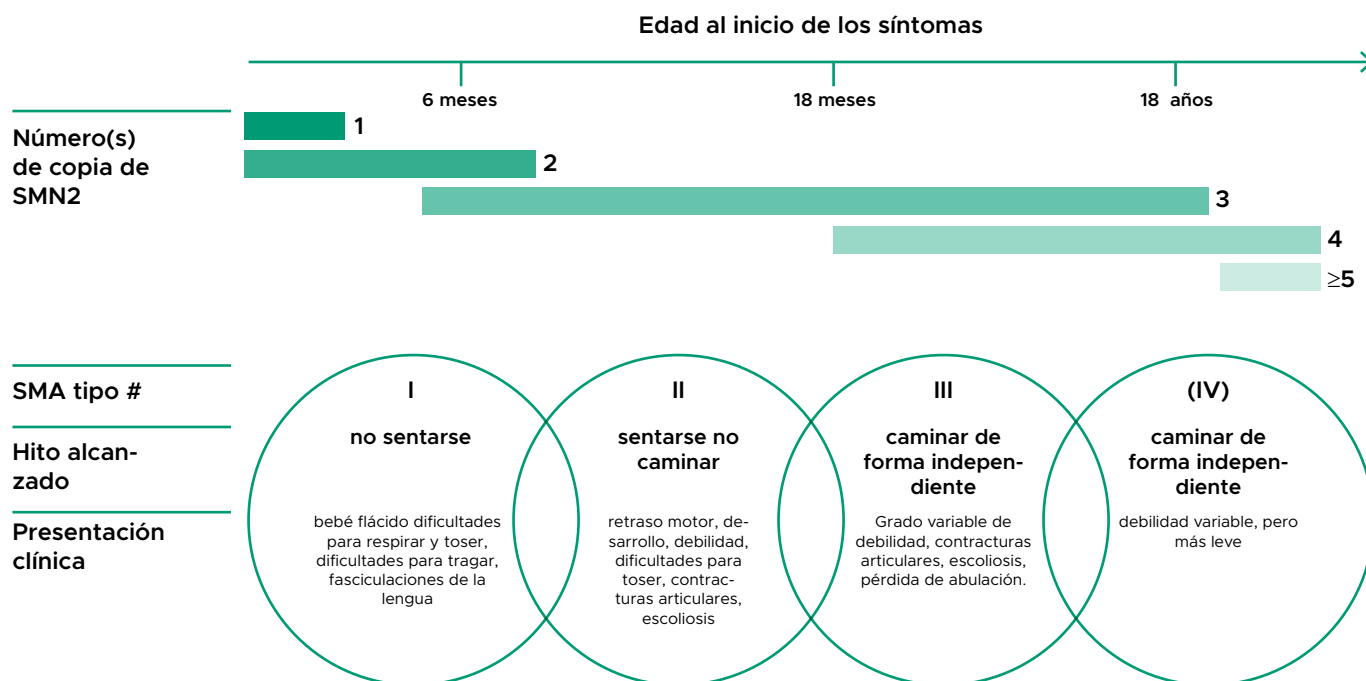 Edad al inicio de los síntomas
6 meses
18 meses
18 años
Número(s)
de copia de
SMN2
1
2
3
4
≥5
SMA tipo #
I
II
III
(IV)
Hito alcan-
zado
no sentarse
sentarse no
caminar
caminar de
forma indepen-
diente
caminar de
forma indepen-
diente
Presentación
clínica
bebé flácido dificultades
para respirar y toser,
dificultades para tragar,
fasciculaciones de la
lengua
retraso motor, de-
sarrollo, debilidad,
dificultades para
toser, contrac-
turas articulares,
escoliosis
Grado variable de
debilidad, contracturas
articulares, escoliosis,
pérdida de abulación.
debilidad variable, pero
más leve